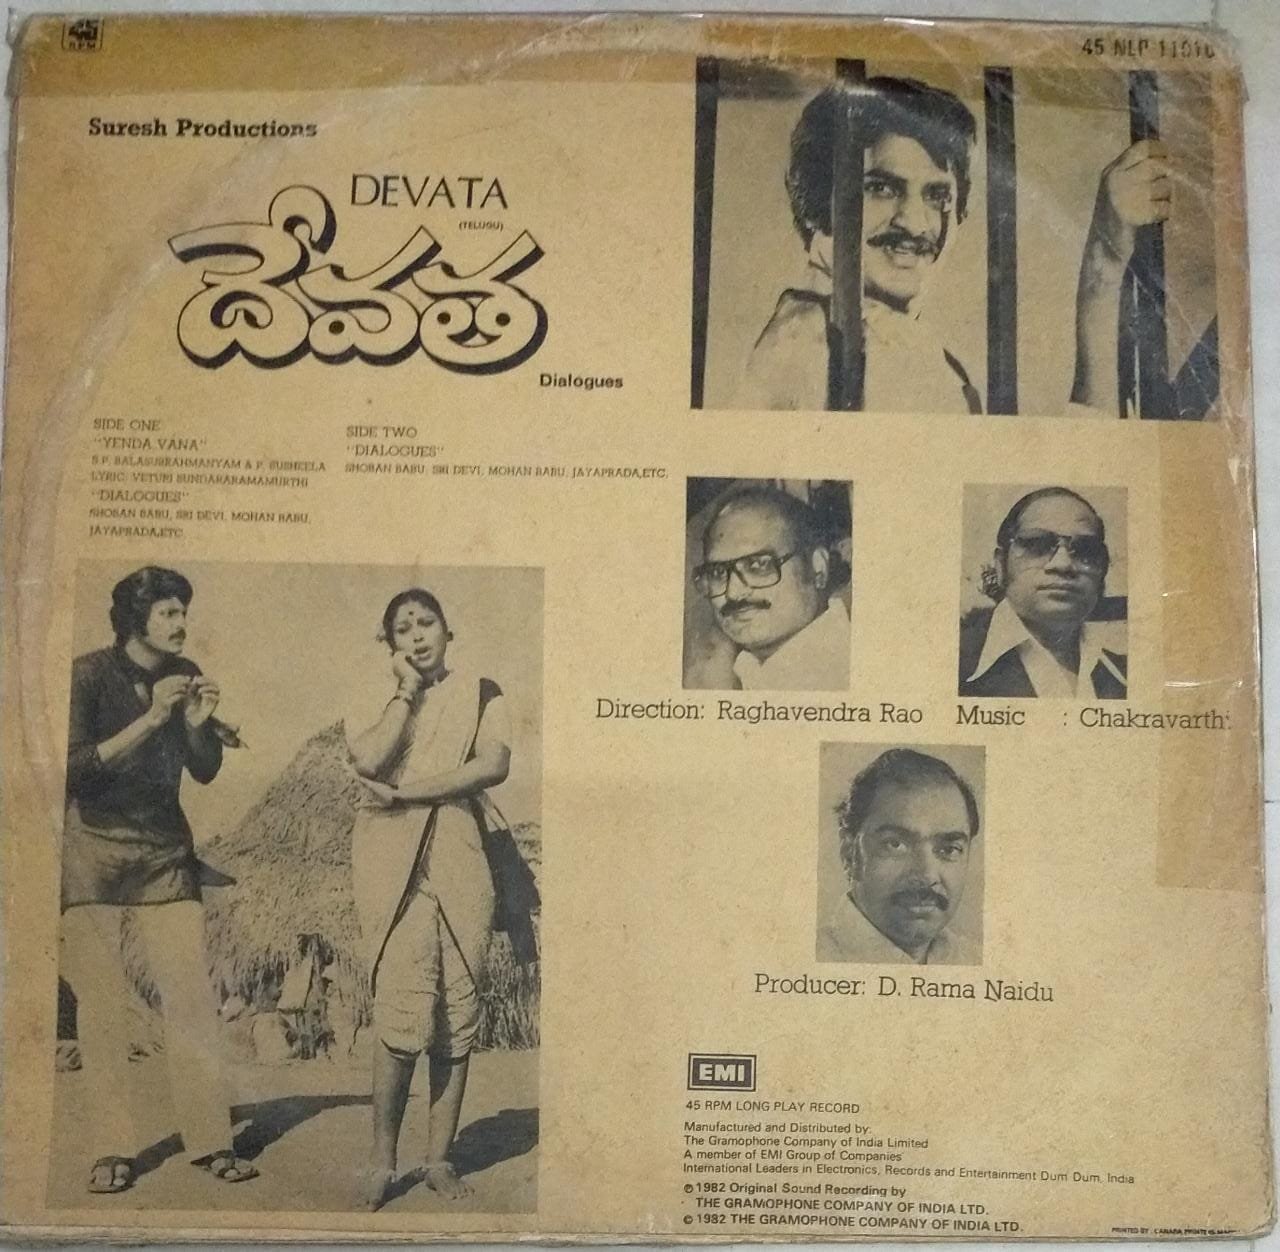 45
RPM
45 NLP
Suresh Productions
DEVATA
(TELUGU)
దేవత
Dialogues
SIDE ONE
"YENDA VANA"
S.P. BALASUBRAHMANYAM & P. SUSHEELA
LYRIC: VETURI SUNDARARAMAMURTHI
"DIALOGUES"
SHOBAN BABU, SRI DEVI, MOHAN BABU,
JAYAPRADA,ETC.
SIDE TWO
"DIALOGUES"
SHOBAN BABU, SRI DEVI, MOHAN BABU, JAYAPRADA,ETC.
Direction: Raghavendra Rao
Music : Chakravarthi
Producer: D. Rama Naidu
EMI
45 RPM LONG PLAY RECORD
Manufactured and Distributed by:
The Gramophone Company of India Limited
A member of EMI Group of Companies
International Leaders in Electronics, Records and Entertainment Dum Dum, India
℗ 1982 Original Sound Recording by
THE GRAMOPHONE COMPANY OF INDIA LTD.
© 1982 THE GRAMOPHONE COMPANY OF INDIA LTD.
PRINTED BY: